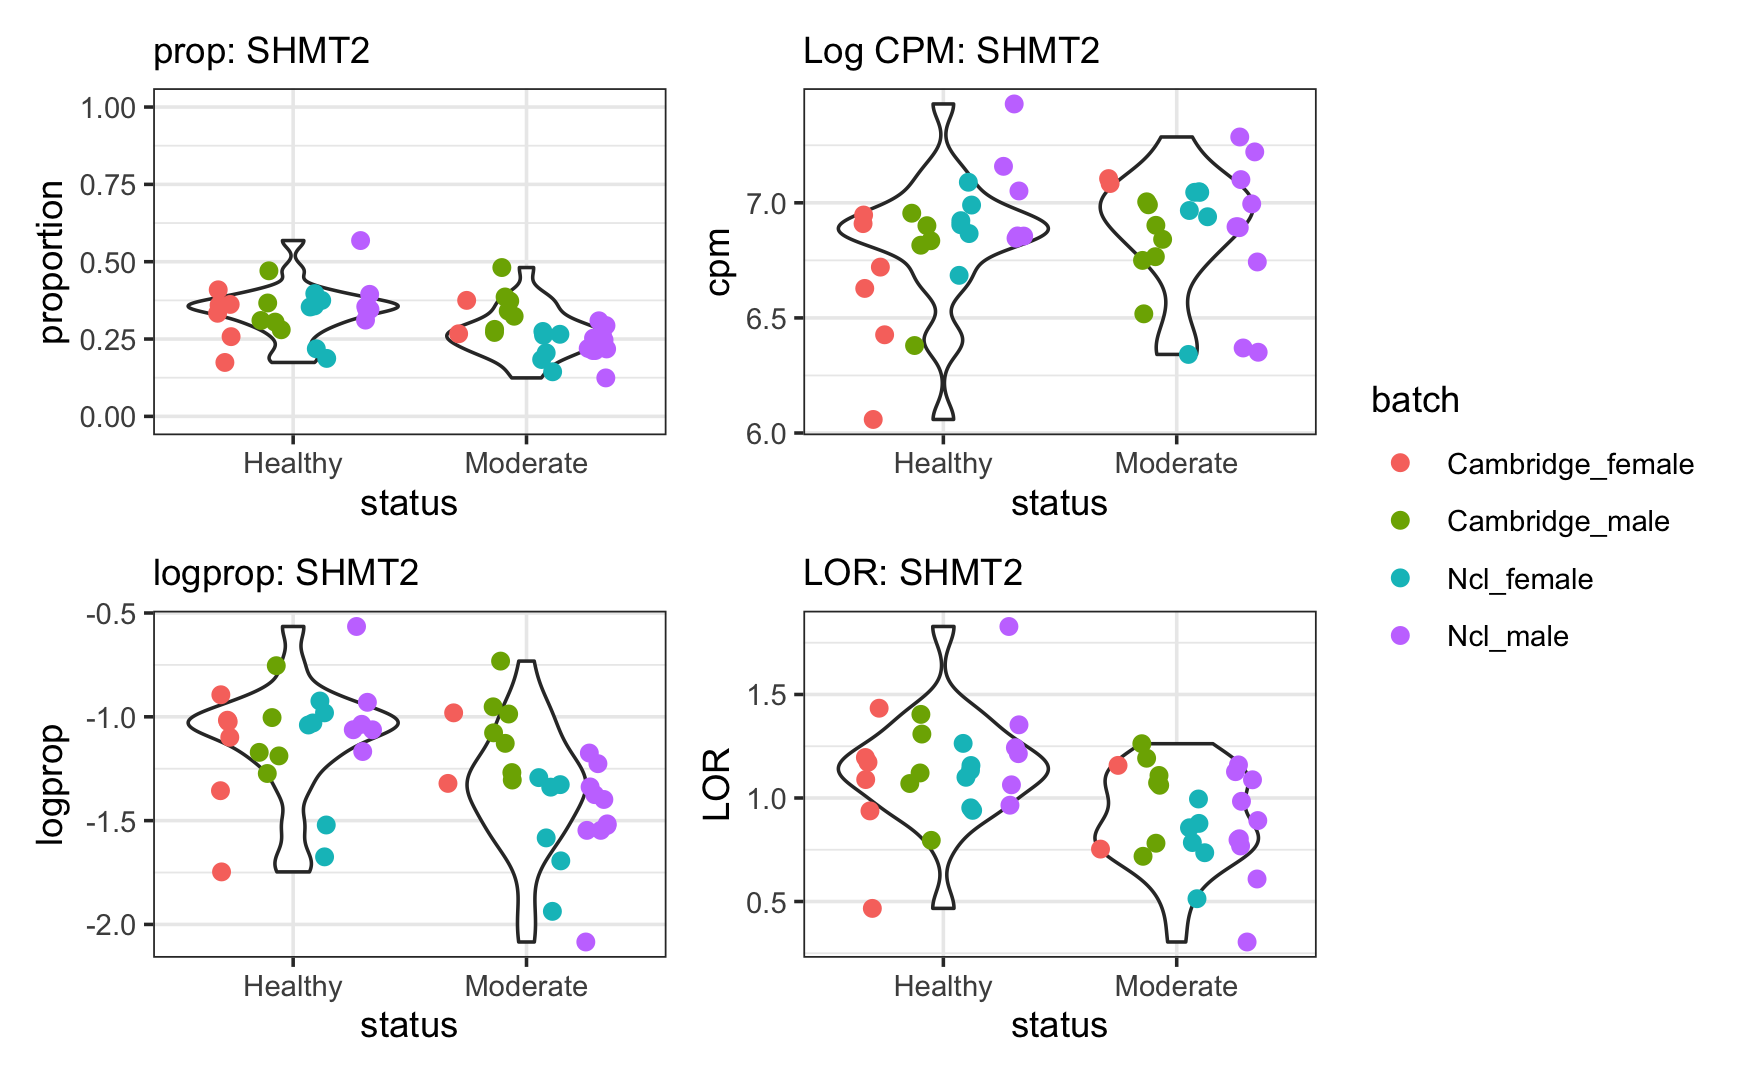 prop: SHMT2
1.00
0.75
0.50
0.25
0.00
proportion
Healthy
Moderate
status
Log CPM: SHMT2
7.0
6.5
6.0
cpm
Healthy
Moderate
status
logprop: SHMT2
-0.5
-1.0
-1.5
-2.0
logprop
Healthy
Moderate
status
LOR: SHMT2
1.5
1.0
0.5
LOR
Healthy
Moderate
status
batch
Cambridge_female
Cambridge_male
Ncl_female
Ncl_male